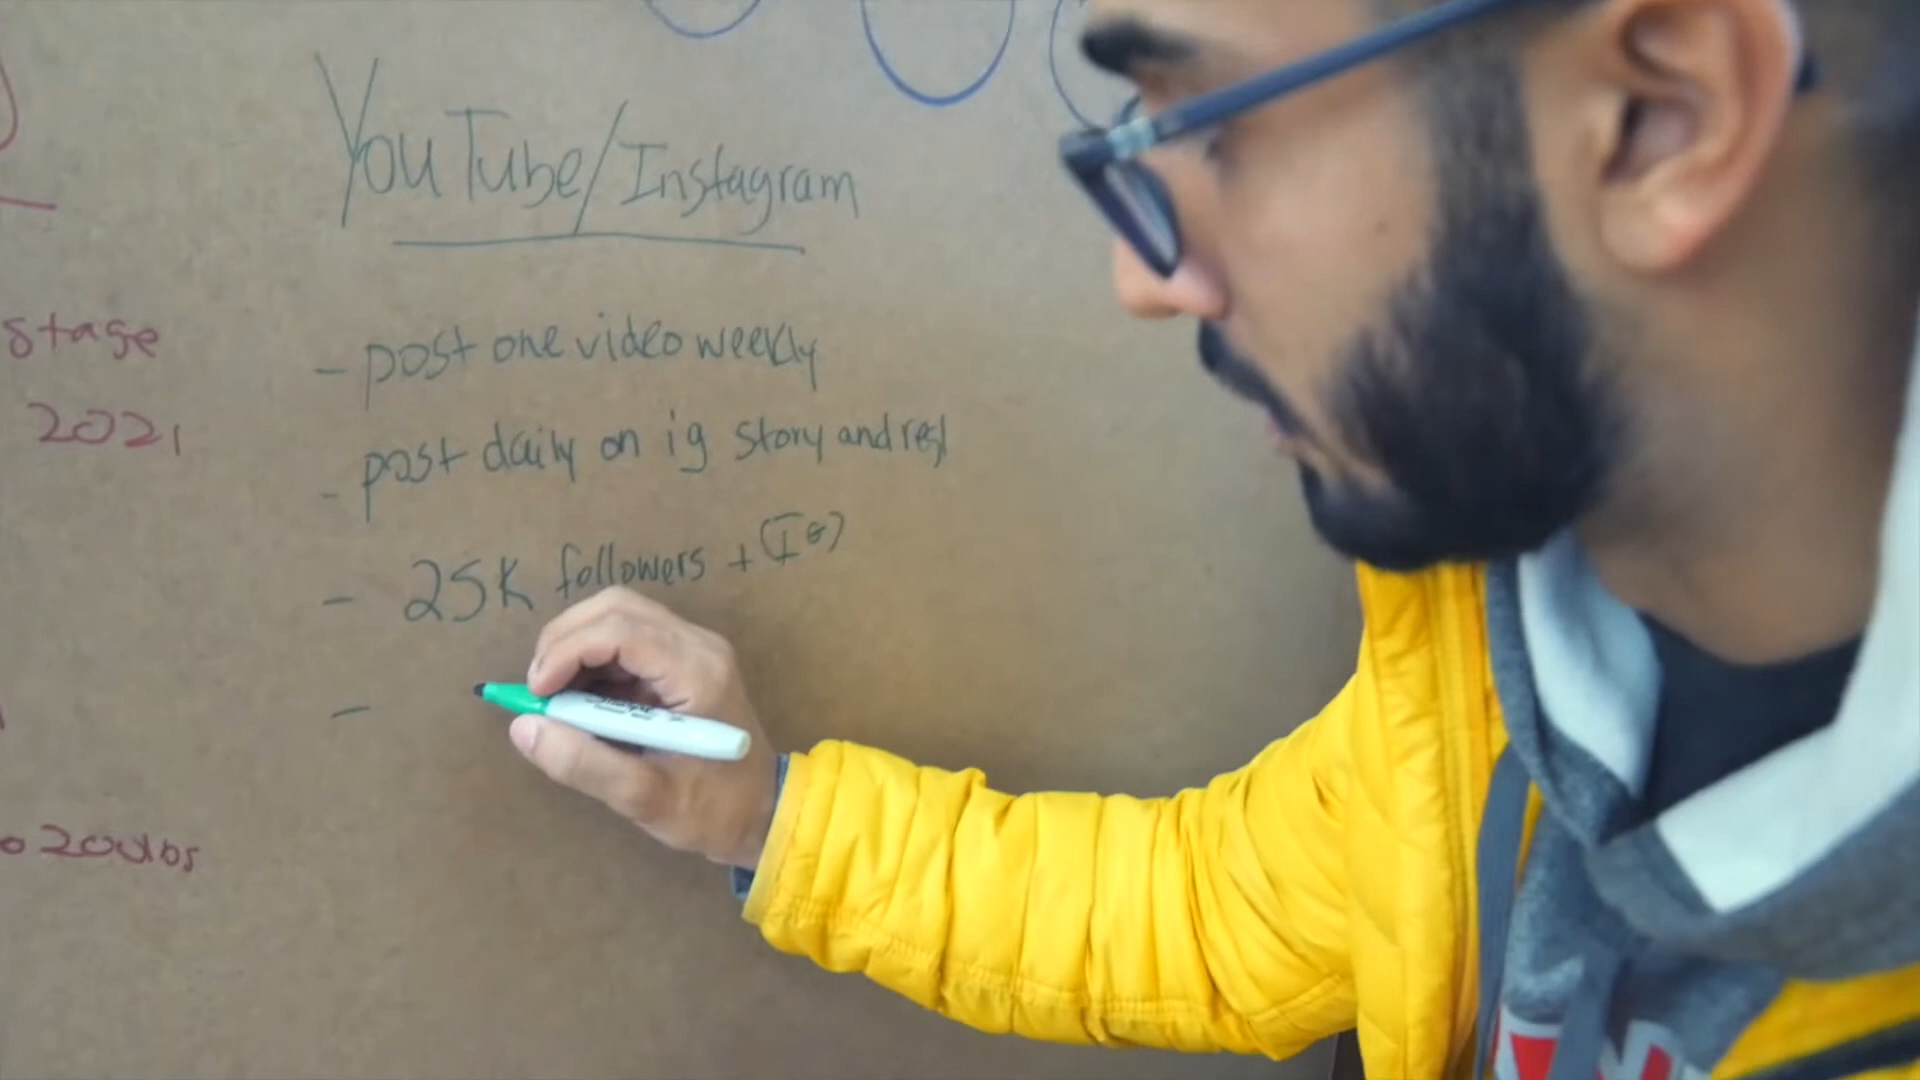 YouTube/Instagram
- post one video weekly
- post daily on ig story and reel
- 25K followers + (IG)
-
stage
2021